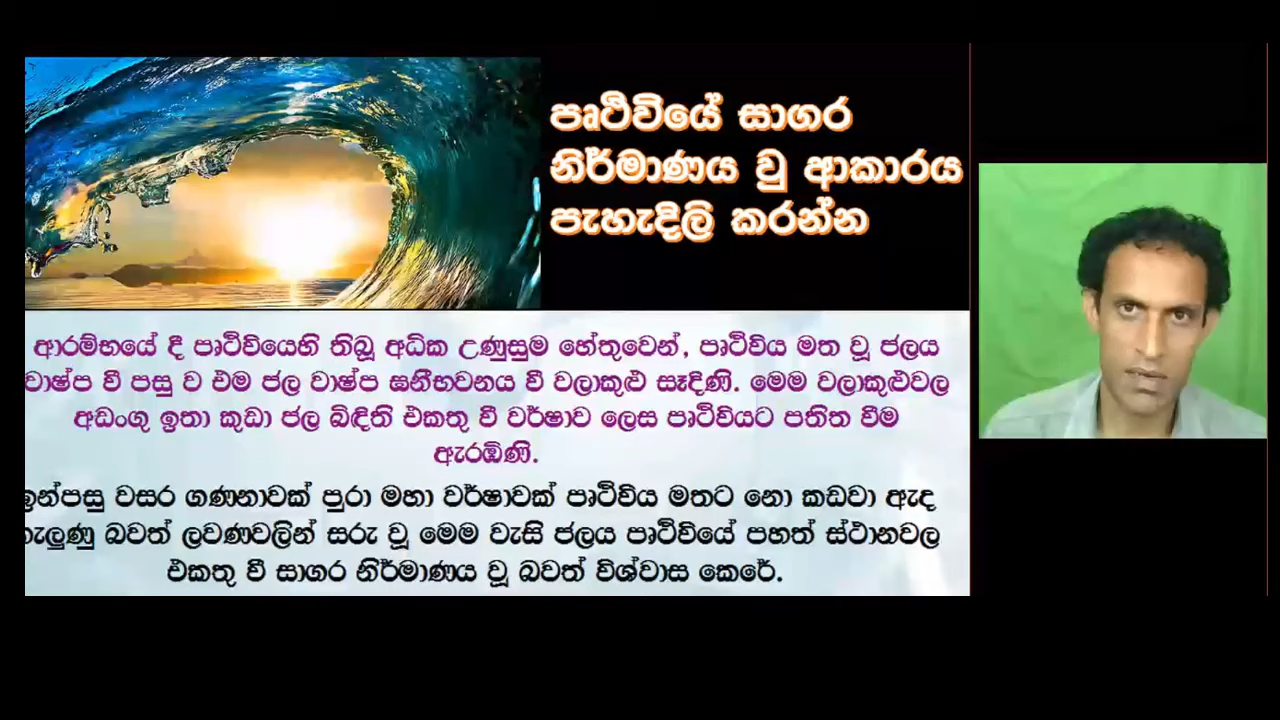 පෘථිවියේ සාගර
නිර්මාණය වු ආකාරය
පැහැදිලි කරන්න
ආරම්භයේ දී පෘථිවියෙහි තිබූ අධික උණුසුම හේතුවෙන්, පෘථිවිය මත වූ ජලය
වාෂ්ප වී පසු ව එම ජල වාෂ්ප ඝනීභවනය වී වලාකුළු සෑදිණි. මෙම වලාකුළුවල
අඩංගු ඉතා කුඩා ජල බිඳිති එකතු වී වර්ෂාව ලෙස පෘථිවියට පතිත වීම
ඇරඹිණි.
ඉන්පසු වසර ගණනාවක් පුරා මහා වර්ෂාවක් පෘථිවිය මතට නො කඩවා ඇද
හැලුණු බවත් ලවණවලින් සරු වූ මෙම වැසි ජලය පෘථිවියේ පහත් ස්ථානවල
එකතු වී සාගර නිර්මාණය වූ බවත් විශ්වාස කෙරේ.